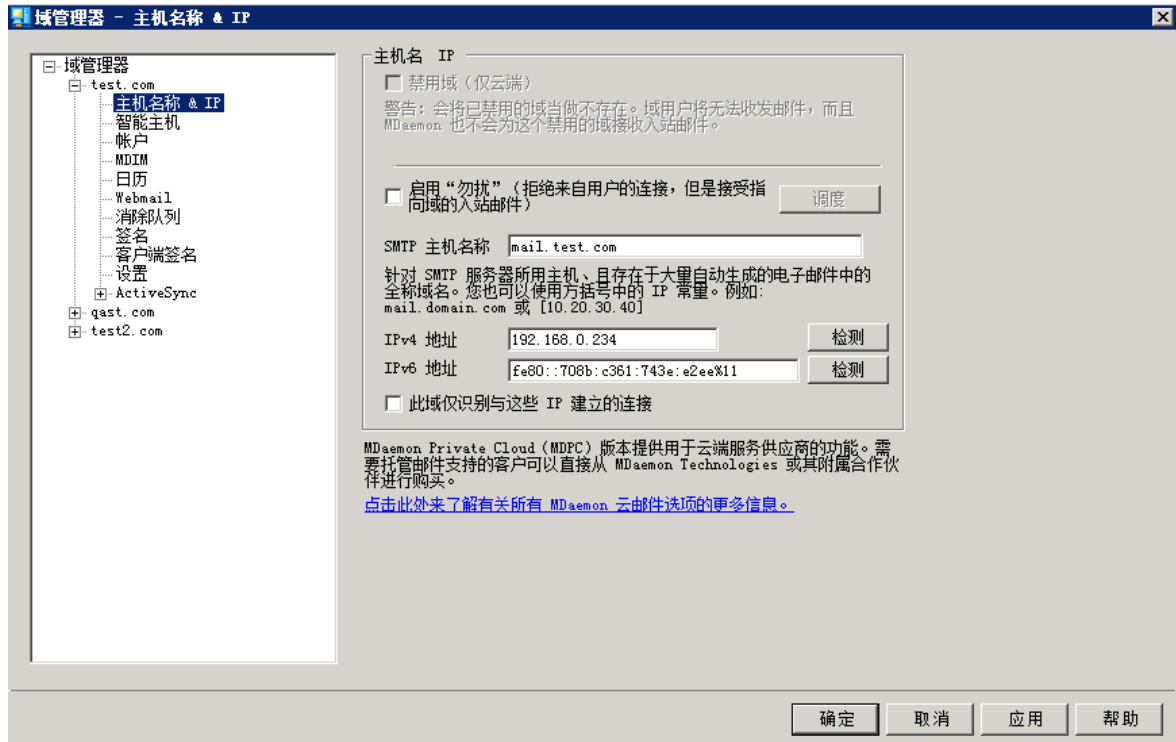 域管理器 - 主机名称 & IP
域管理器
test.com
主机名称 & IP
智能主机
帐户
MDIM
日历
Webmail
消除队列
签名
客户端签名
设置
ActiveSync
qast.com
test2.com
主机名 IP
禁用域（仅云端）
警告：会将已禁用的域当做不存在。域用户将无法收发邮件，而且
MDaemon 也不会为这个禁用的域接收入站邮件。
启用“勿扰”（拒绝来自用户的连接，但是接受指
向域的入站邮件）
调度
SMTP 主机名称 mail.test.com
针对 SMTP 服务器所用主机、且存在于大量自动生成的电子邮件中的
全称域名。您也可以使用方括号中的 IP 常量。例如:
mail.domain.com 或 [10.20.30.40]
IPv4 地址 192.168.0.234 检测
IPv6 地址 fe80::708b:c361:743e:e2ee%11 检测
此域仅识别与这些 IP 建立的连接
MDaemon Private Cloud（MDPC）版本提供用于云端服务供应商的功能。需
要托管邮件支持的客户可以直接从 MDaemon Technologies 或其附属合作伙
伴进行购买。
点击此处来了解有关所有 MDaemon 云邮件选项的更多信息。
确定 取消 应用 帮助